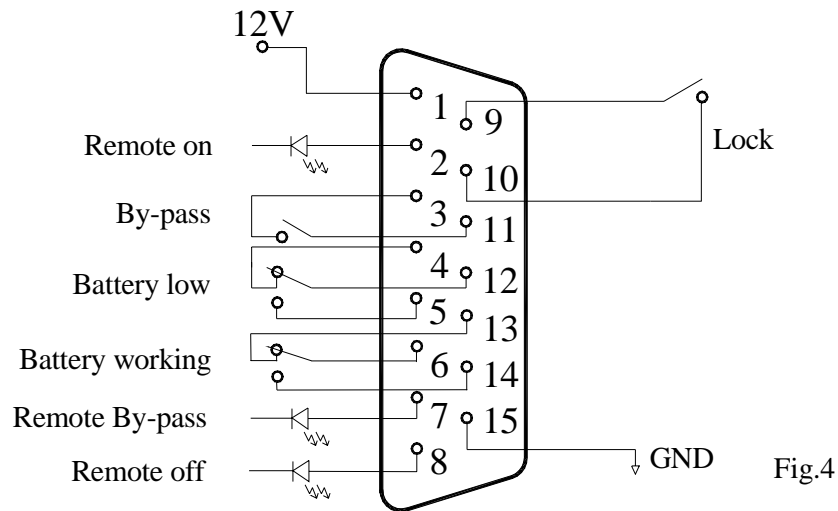 12V
1
9
Remote on
2
Lock
10
By-pass
3
11
4
12
Battery low
5
13
Battery working
6
14
Remote By-pass
7
15
GND
Fig.4
Remote off
8